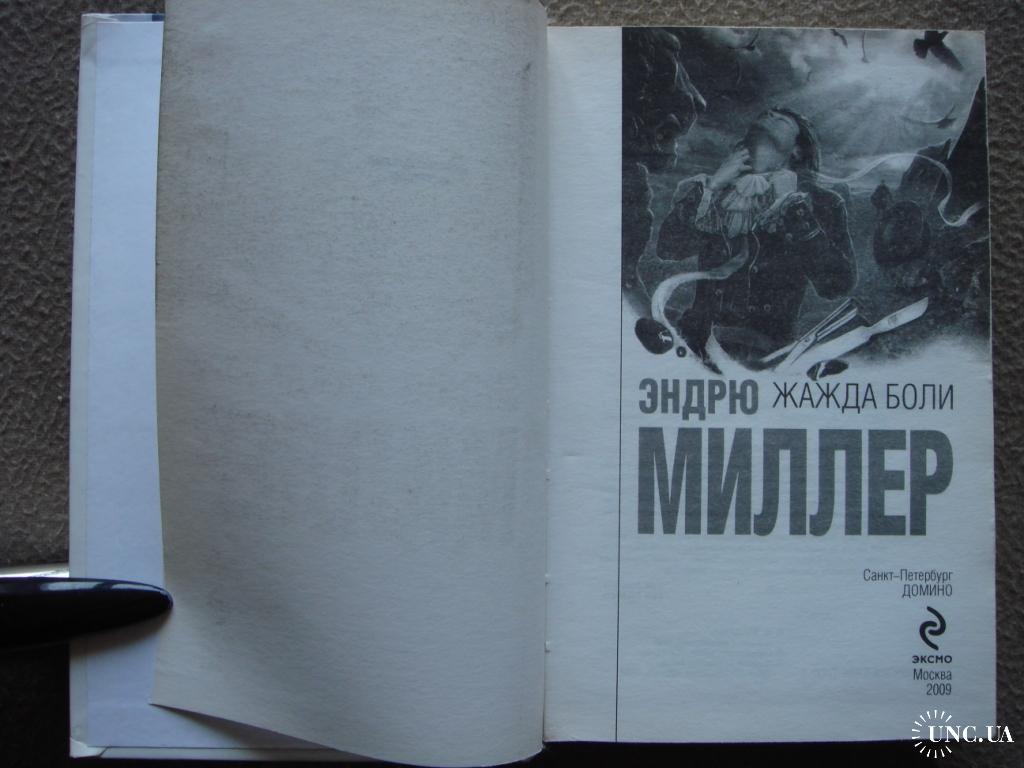 ЭНДРЮ ЖАЖДА БОЛИ
МИЛЛЕР
Санкт–Петербург
ДОМИНО
ЭКСМО
Москва
2009
UNC.UA